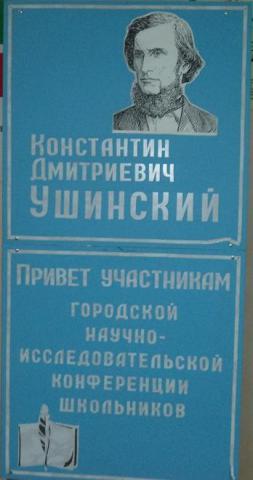 Константин
Дмитриевич
Ушинский
Привет участникам
городской
научно-
исследовательской
конференции
школьников